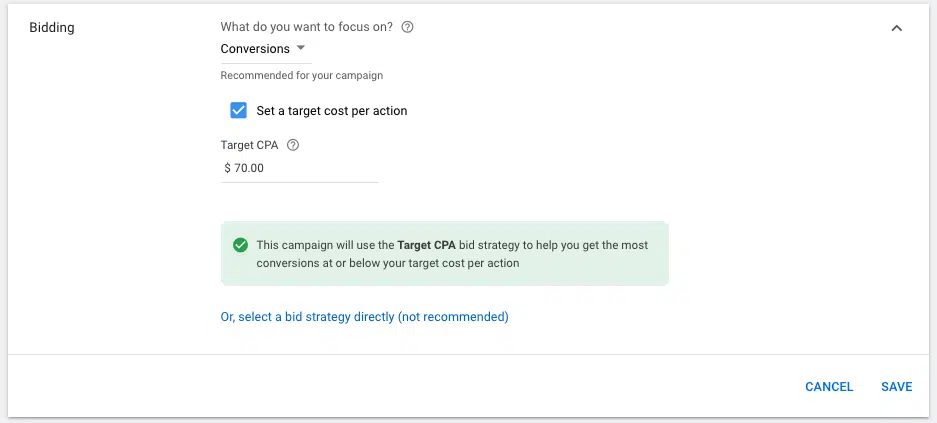 Bidding
What do you want to focus on?
Conversions
Recommended for your campaign
Set a target cost per action
Target CPA
$ 70.00
This campaign will use the Target CPA bid strategy to help you get the most
conversions at or below your target cost per action
Or, select a bid strategy directly (not recommended)
CANCEL SAVE